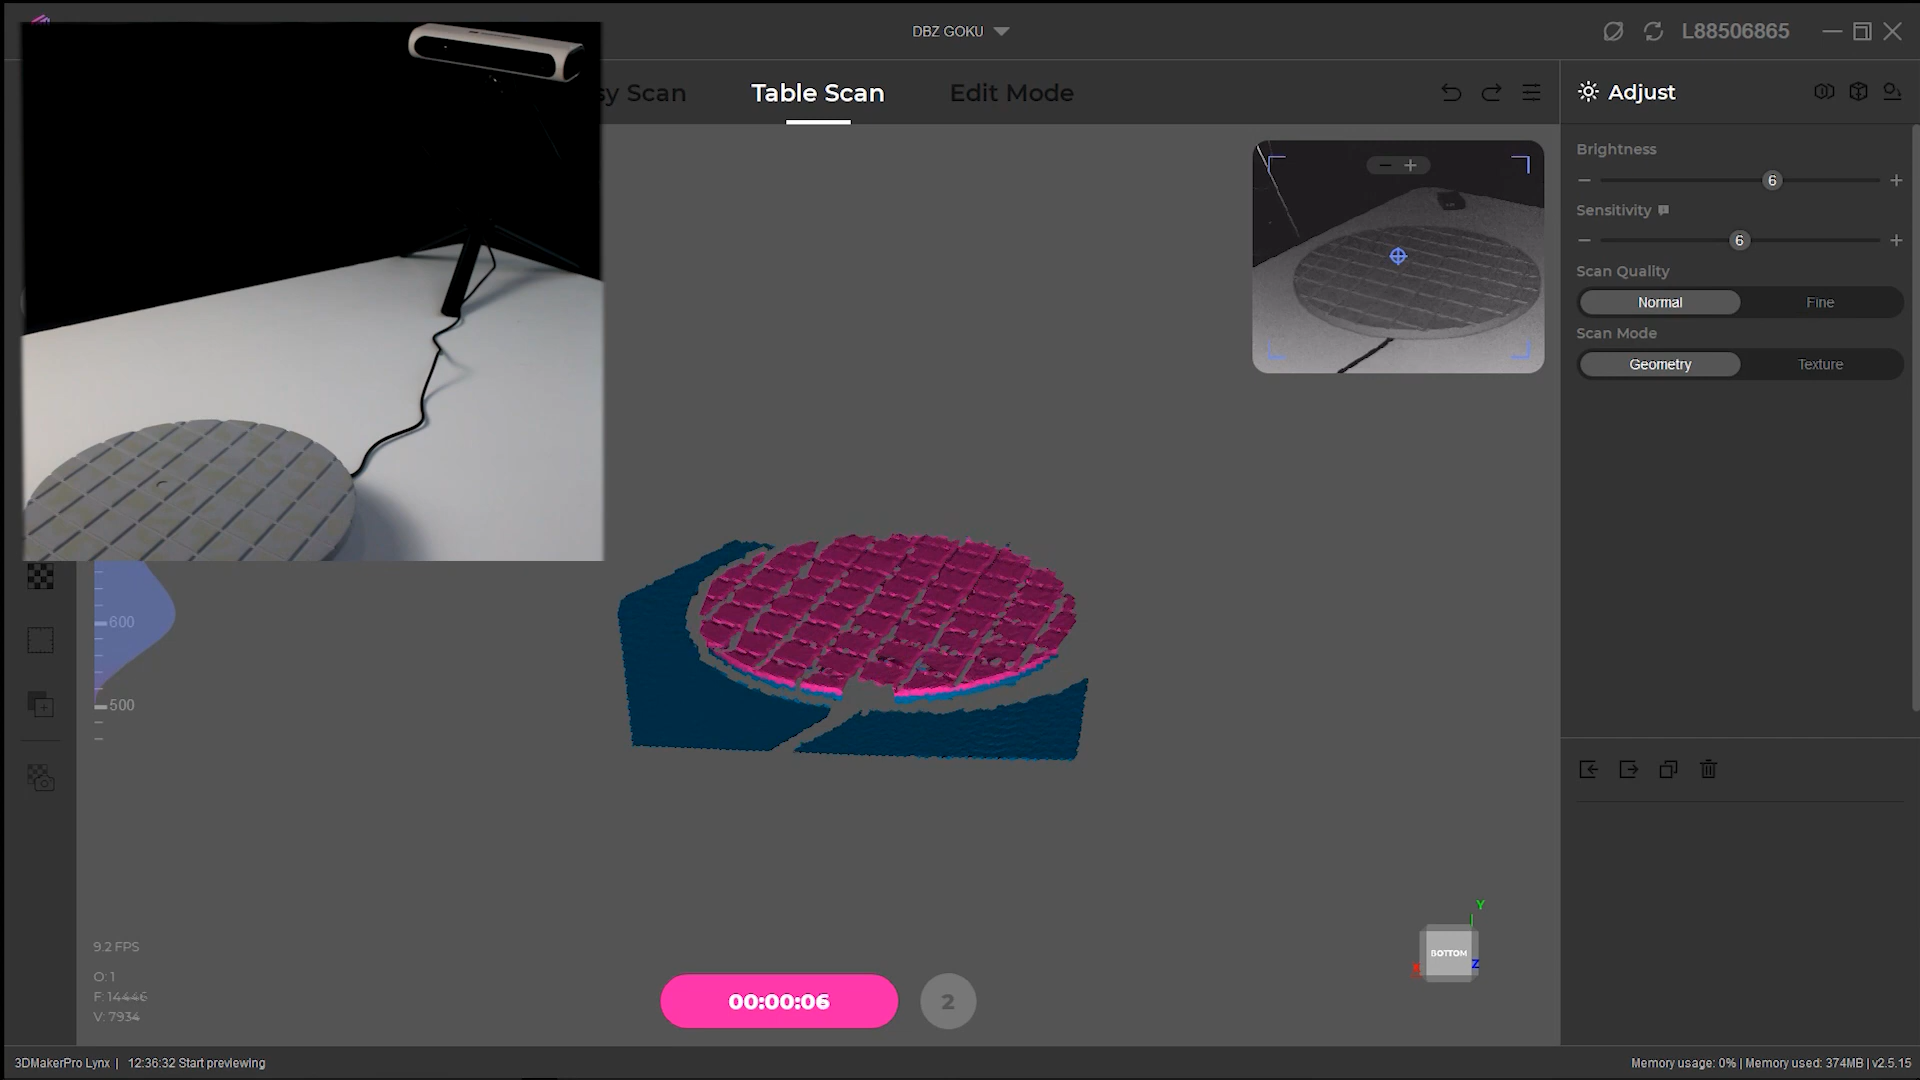 DBZ GOKU
L88506865
sy Scan
Table Scan
Edit Mode
Adjust
Brightness
6
Sensitivity
6
Scan Quality
Normal
Fine
Scan Mode
Geometry
Texture
600
500
9.2 FPS
O: 1
F: 14446
V: 7934
00:00:06
2
Y
BOTTOM
Z
X
3DMakerPro Lynx | 12:36:32 Start previewing
Memory usage: 0% | Memory used: 374MB | v2.5.15